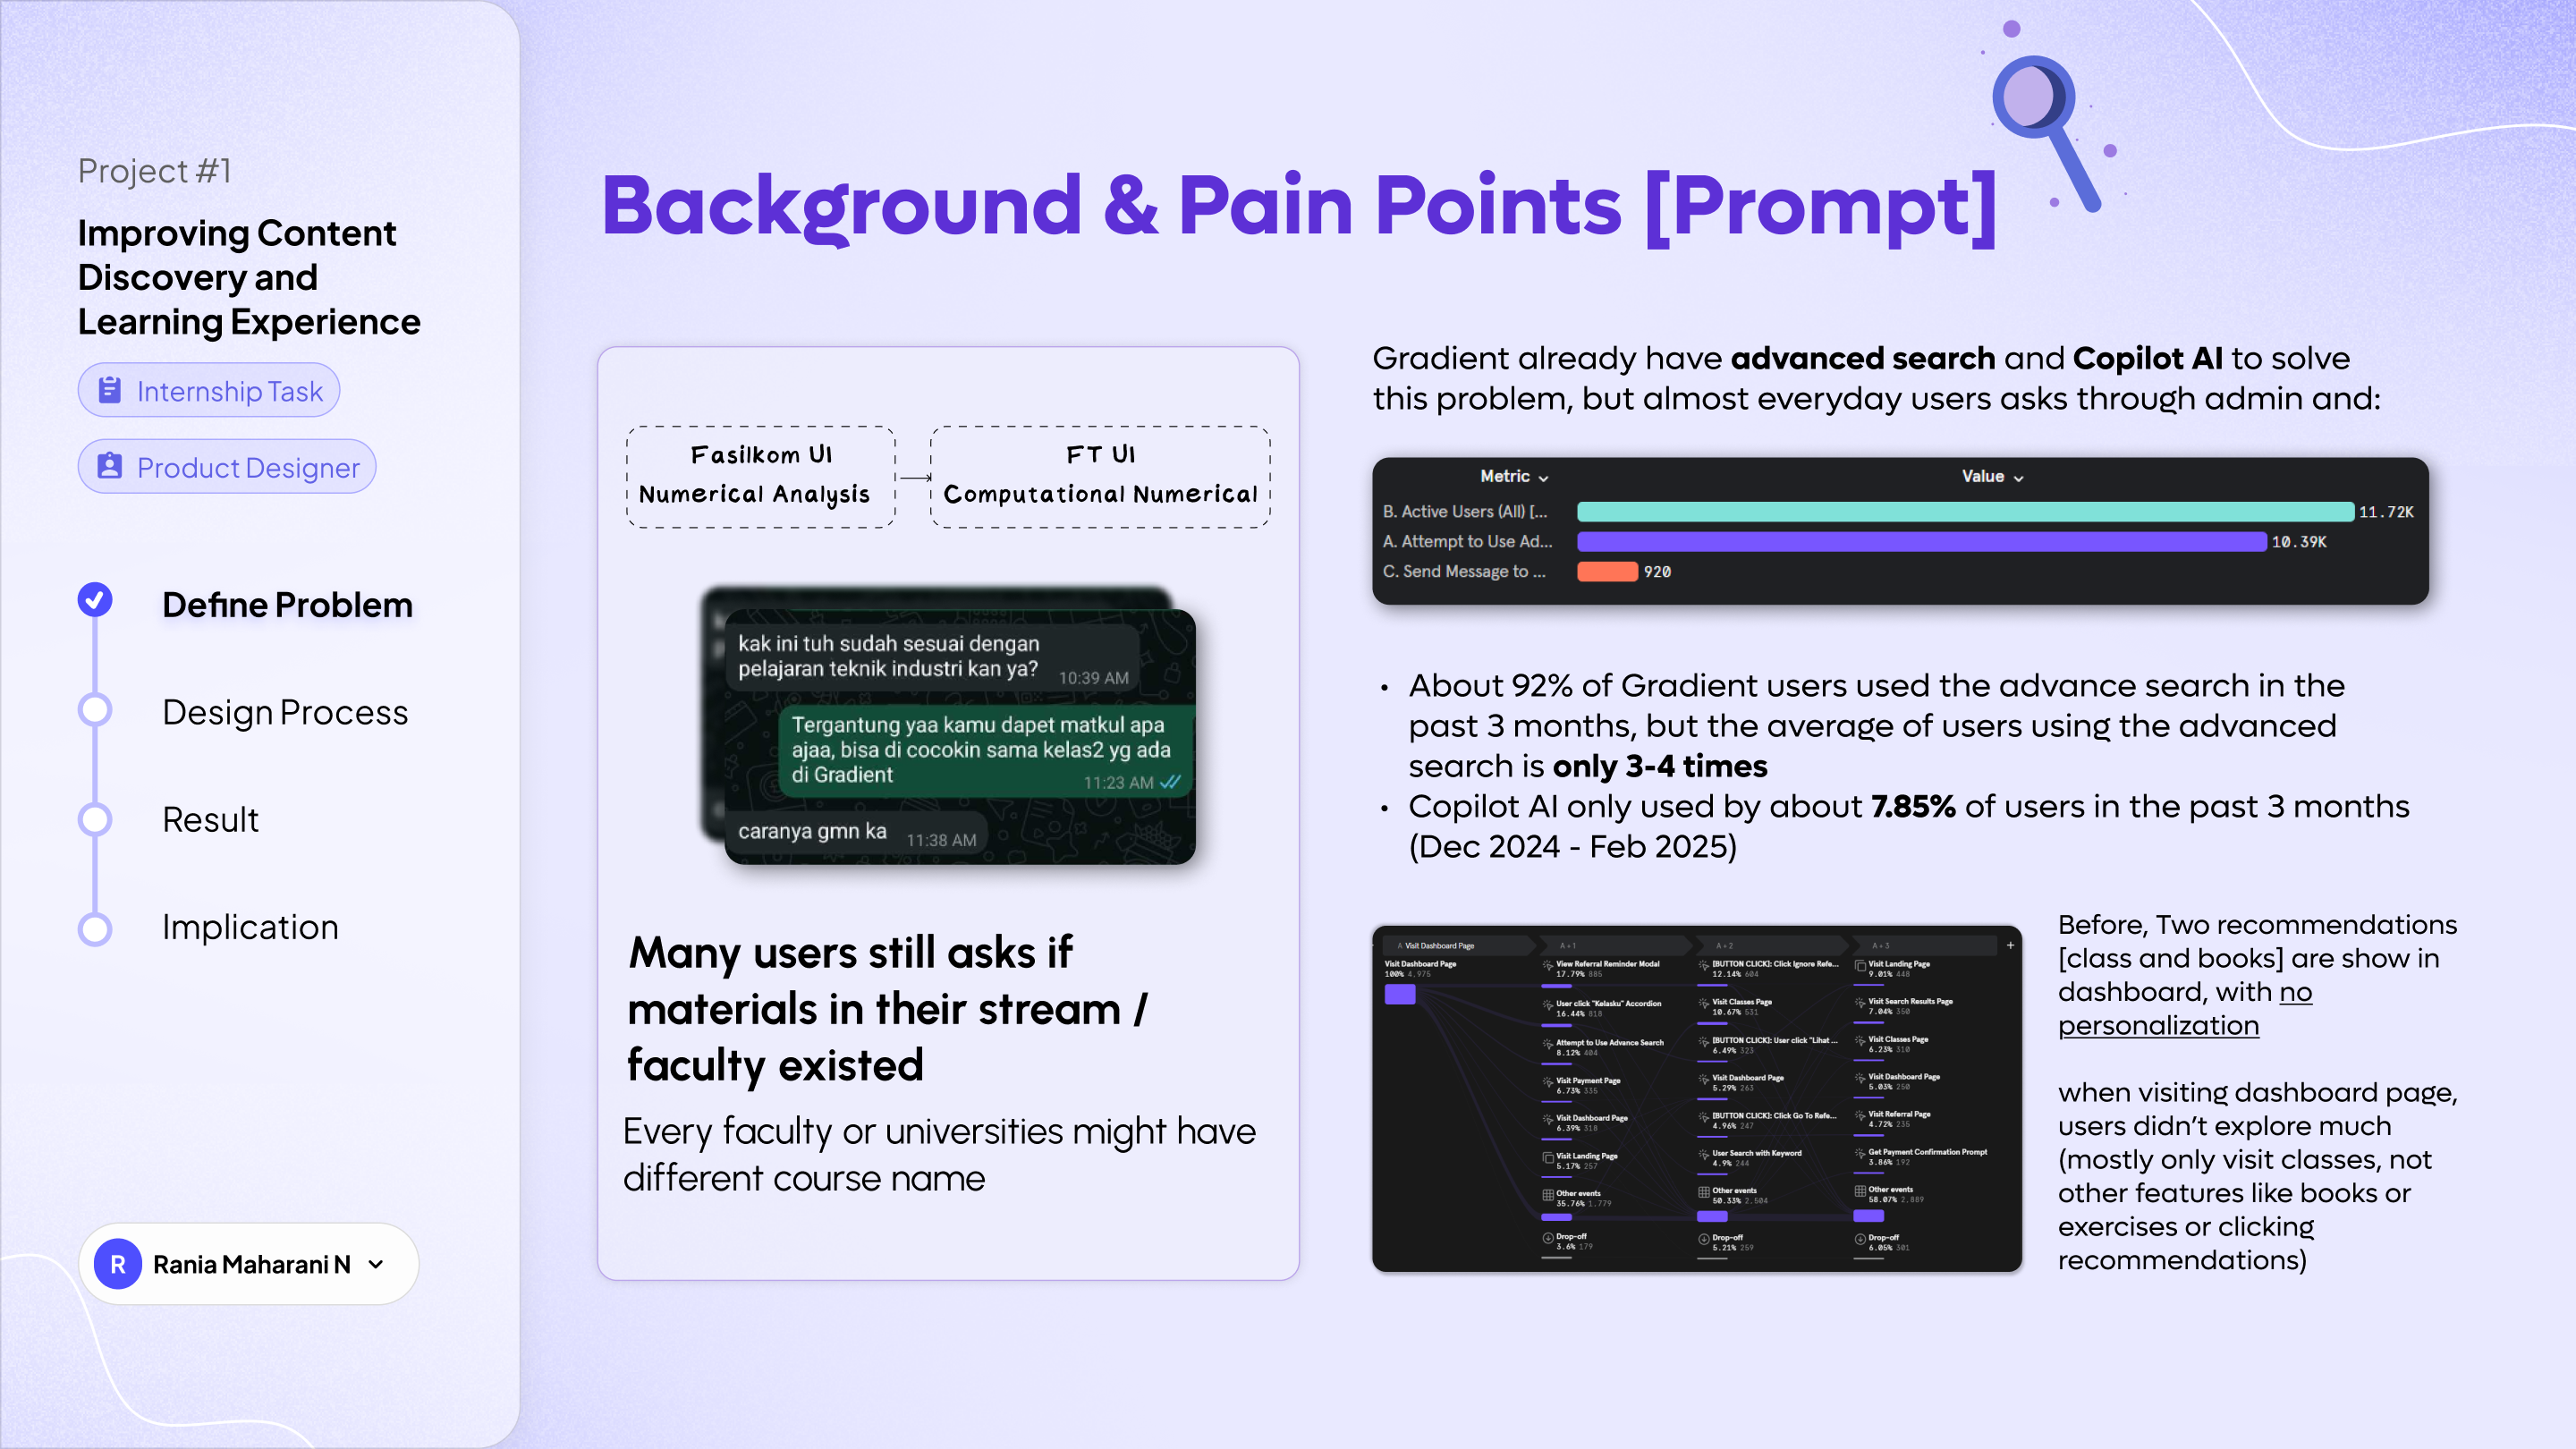 Project #1
Improving Content
Discovery and
Learning Experience
Internship Task
Product Designer
Define Problem
Design Process
Result
Implication
R
Rania Maharani N
Background & Pain Points [Prompt]
Fasilkom UI
Numerical Analysis
FT UI
Computational Numerical
kak ini tuh sudah sesuai dengan
pelajaran teknik industri kan ya?
10:39 AM
Tergantung yaa kamu dapet matkul apa
ajaa, bisa di cocokin sama kelas2 yg ada
di Gradient
11:23 AM
caranya gmn ka
11:38 AM
Many users still asks if
materials in their stream /
faculty existed
Every faculty or universities might have
different course name
Gradient already have advanced search and Copilot AI to solve
this problem, but almost everyday users asks through admin and:
Metric
Value
B. Active Users (All) [...
11.72K
A. Attempt to Use Ad...
10.39K
C. Send Message to ...
920
• About 92% of Gradient users used the advance search in the
past 3 months, but the average of users using the advanced
search is only 3-4 times
• Copilot AI only used by about 7.85% of users in the past 3 months
(Dec 2024 - Feb 2025)
A Visit Dashboard Page
A + 1
A + 2
A + 3
+
Visit Dashboard Page
100% 4,975
View Referral Reminder Modal
17.79% 885
User click "Kelasku" Accordion
16.44% 818
Attempt to Use Advance Search
8.12% 404
Visit Payment Page
6.73% 335
Visit Dashboard Page
6.39% 318
Visit Landing Page
5.17% 257
Other events
35.76% 1,779
Drop-off
3.6% 179
[BUTTON CLICK]: Click Ignore Refe...
12.14% 604
Visit Classes Page
10.67% 531
[BUTTON CLICK]: User click "Lihat ...
6.49% 323
Visit Dashboard Page
5.29% 263
[BUTTON CLICK]: Click Go To Refe...
4.96% 247
User Search with Keyword
4.9% 244
Other events
50.33% 2,504
Drop-off
5.21% 259
Visit Landing Page
9.01% 448
Visit Search Results Page
7.04% 350
Visit Classes Page
6.23% 310
Visit Dashboard Page
5.03% 250
Visit Referral Page
4.72% 235
Get Payment Confirmation Prompt
3.86% 192
Other events
58.07% 2,889
Drop-off
6.05% 301
Before, Two recommendations
[class and books] are show in
dashboard, with no
personalization
when visiting dashboard page,
users didn't explore much
(mostly only visit classes, not
other features like books or
exercises or clicking
recommendations)